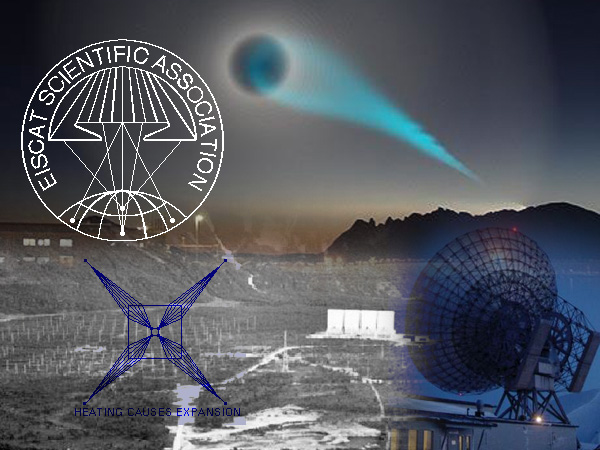 EISCAT SCIENTIFIC ASSOCIATION
HEATING CAUSES EXPANSION